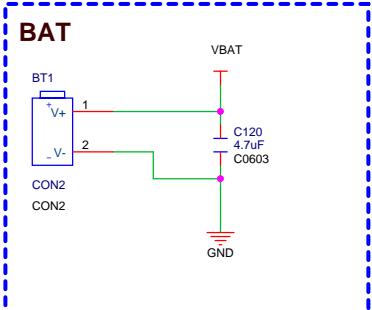 BAT
VBAT
BT1
1
+
V+
2
_ V-
C120
4.7uF
C0603
CON2
CON2
GND